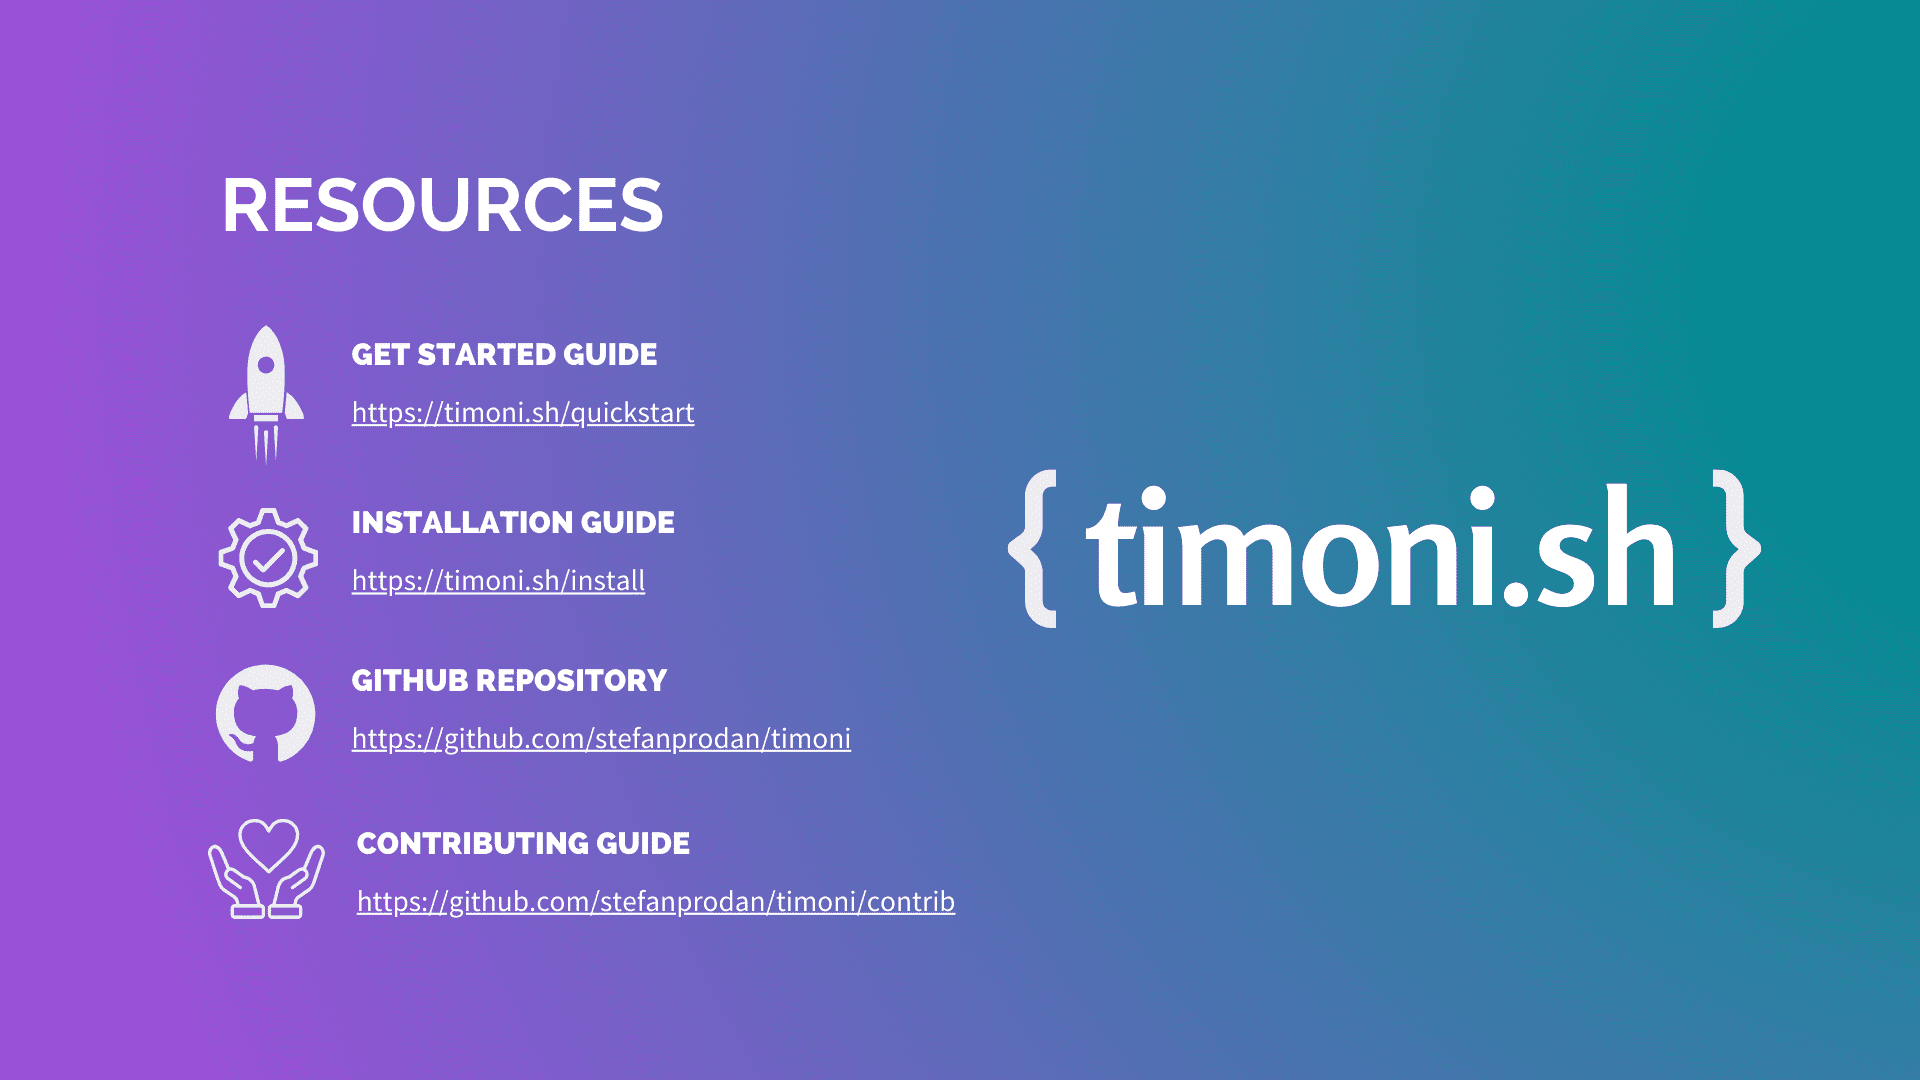 RESOURCES
GET STARTED GUIDE
https://timoni.sh/quickstart
INSTALLATION GUIDE
https://timoni.sh/install
GITHUB REPOSITORY
https://github.com/stefanprodan/timoni
CONTRIBUTING GUIDE
https://github.com/stefanprodan/timoni/contrib
{ timoni.sh }